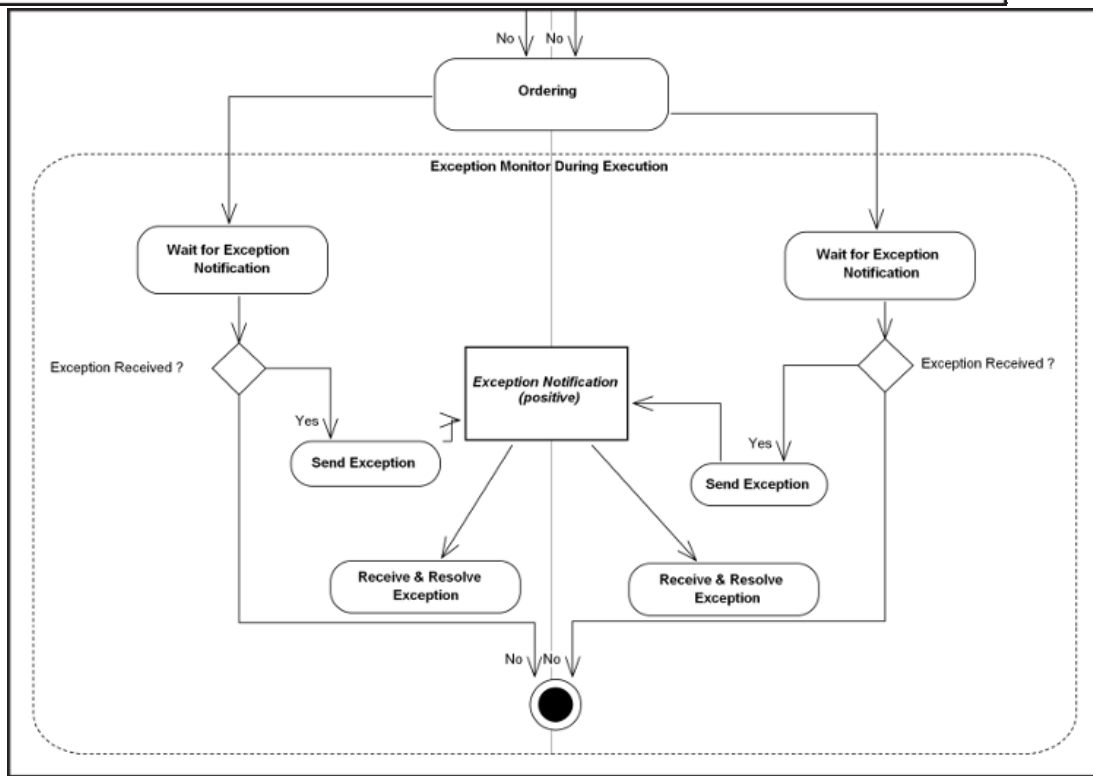 No
No
Ordering
Exception Monitor During Execution
Wait for Exception
Notification
Wait for Exception
Notification
Exception Received ?
Exception Received ?
Exception Notification
(positive)
Yes
Yes
Send Exception
Send Exception
Receive & Resolve
Exception
Receive & Resolve
Exception
No
No